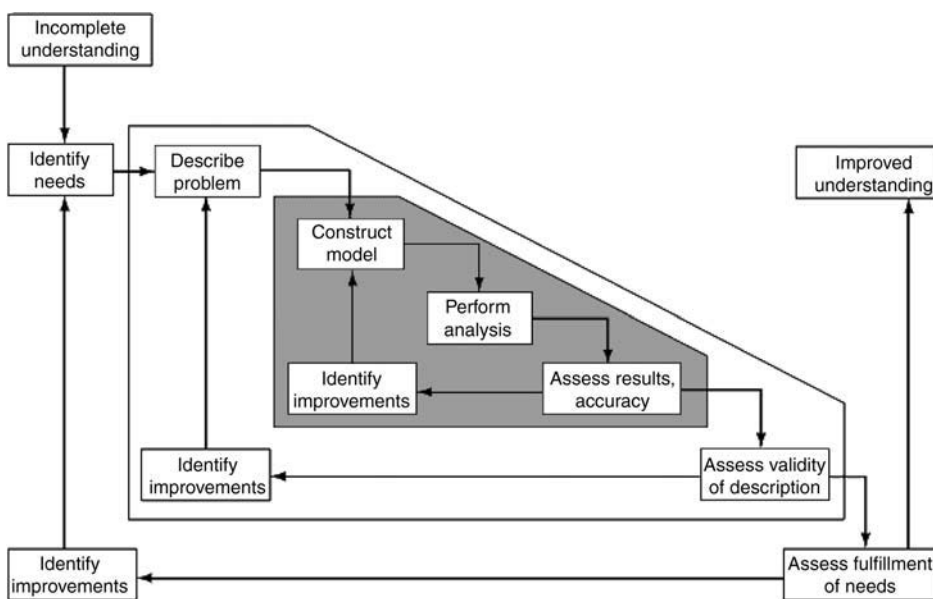 Incomplete
understanding
Identify
needs
Describe
problem
Improved
understanding
Construct
model
Perform
analysis
Identify
improvements
Assess results,
accuracy
Identify
improvements
Assess validity
of description
Identify
improvements
Assess fulfillment
of needs